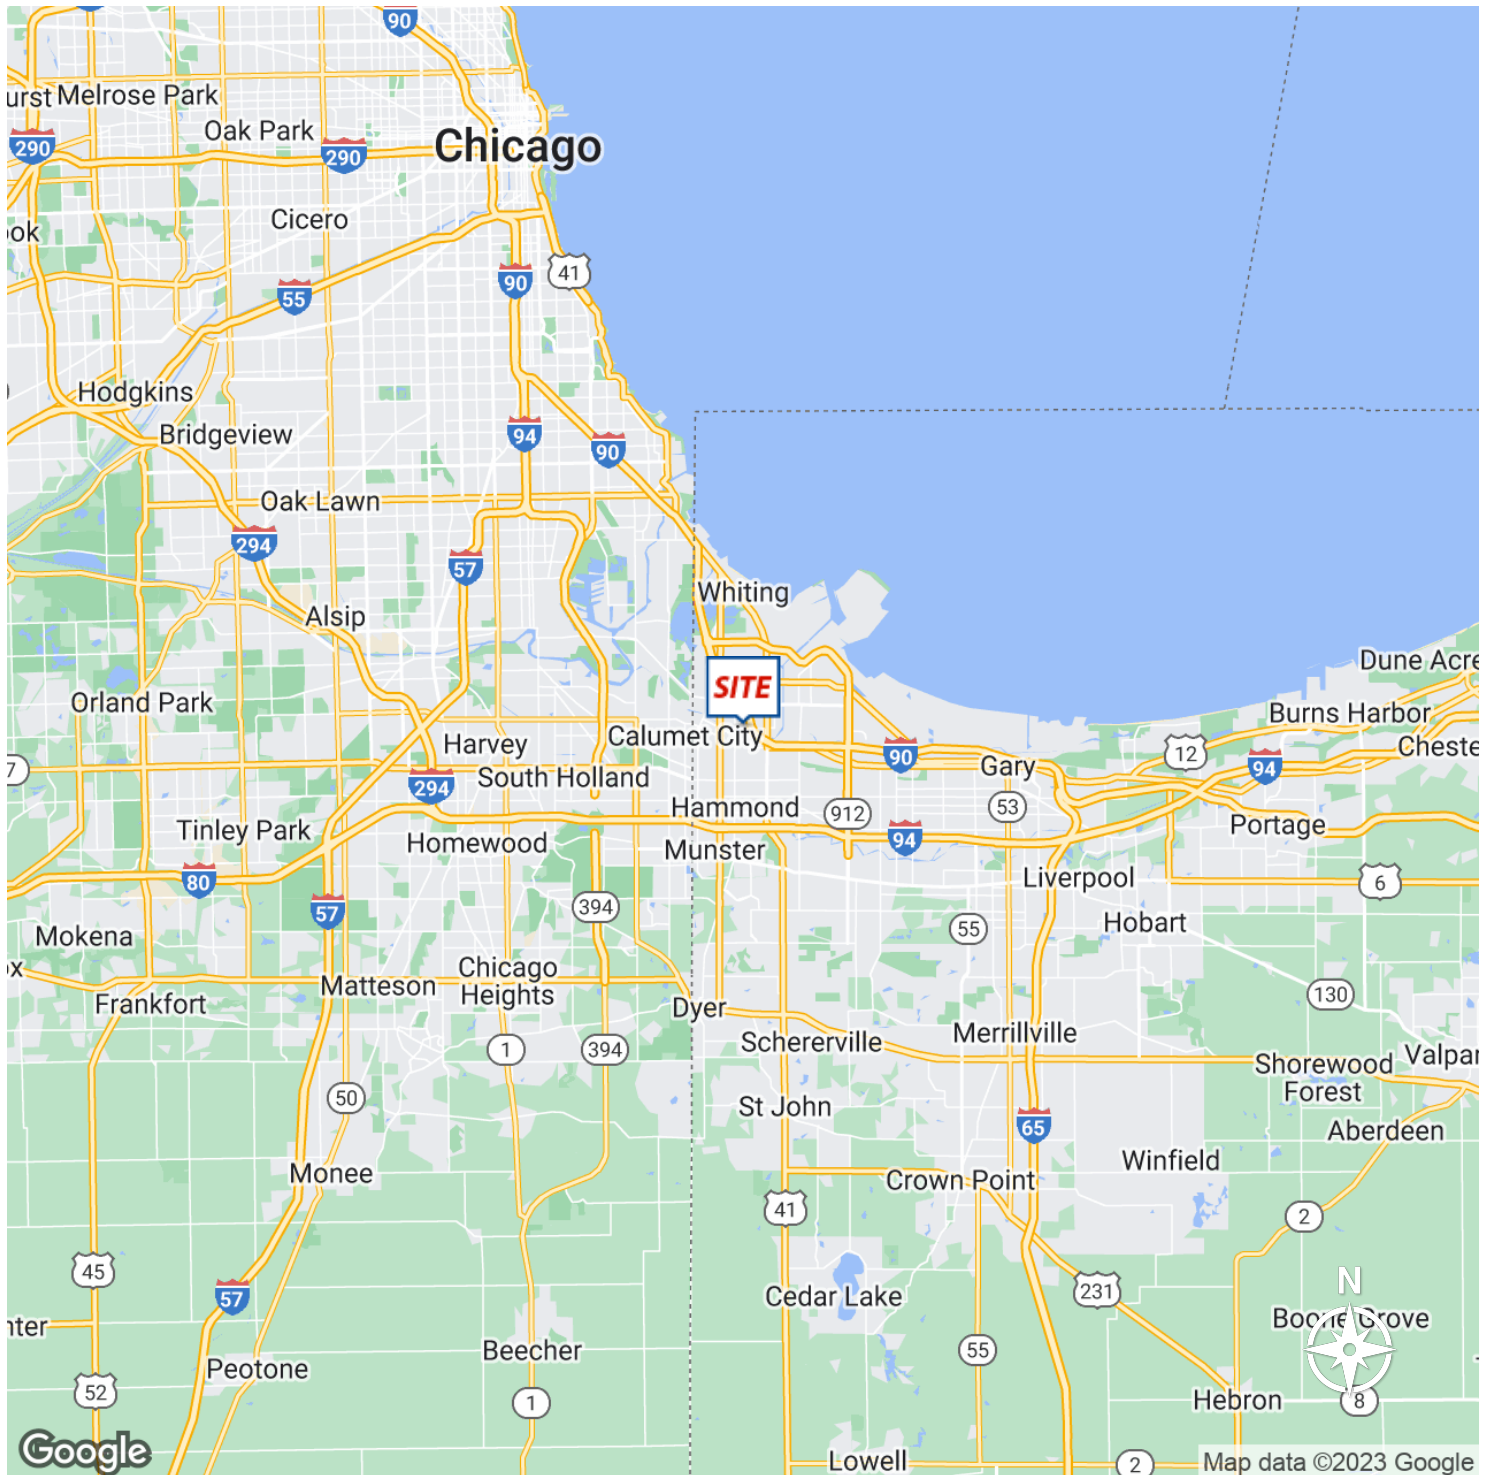 90
urst
Melrose Park
Oak Park
290
290
Chicago
Cicero
ok
41
90
55
Hodgkins
Bridgeview
94
90
Oak Lawn
294
57
Whiting
Alsip
Dune Acre
SITE
Orland Park
Burns Harbor
Calumet City
Harvey
Cheste
12
90
7
South Holland
Gary
94
294
Hammond
53
912
Tinley Park
Portage
Homewood
94
Munster
Liverpool
80
6
57
394
Hobart
55
Mokena
ox
Chicago
Heights
Matteson
130
Frankfort
Dyer
Merrillville
Schererville
1
394
Valpar
Shorewood
Forest
50
St John
65
Aberdeen
Winfield
Monee
Crown Point
41
2
45
N
231
Cedar Lake
57
Boone Grove
nter
Beecher
55
Peotone
52
Hebron
8
1
Google
Lowell
2
Map data ©2023 Google